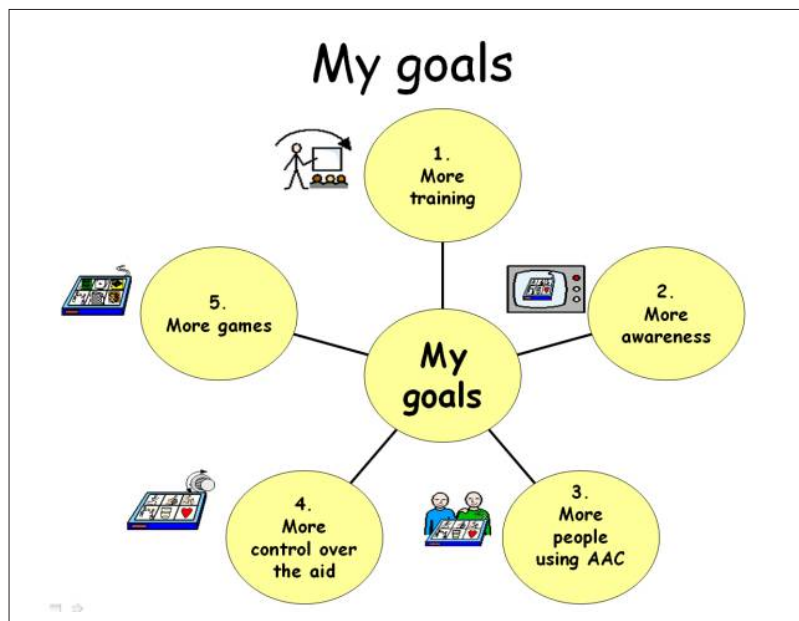 My goals
1.
More
training
2.
More
awareness
3.
More
people
using AAC
4.
More
control over
the aid
5.
More games
My
goals